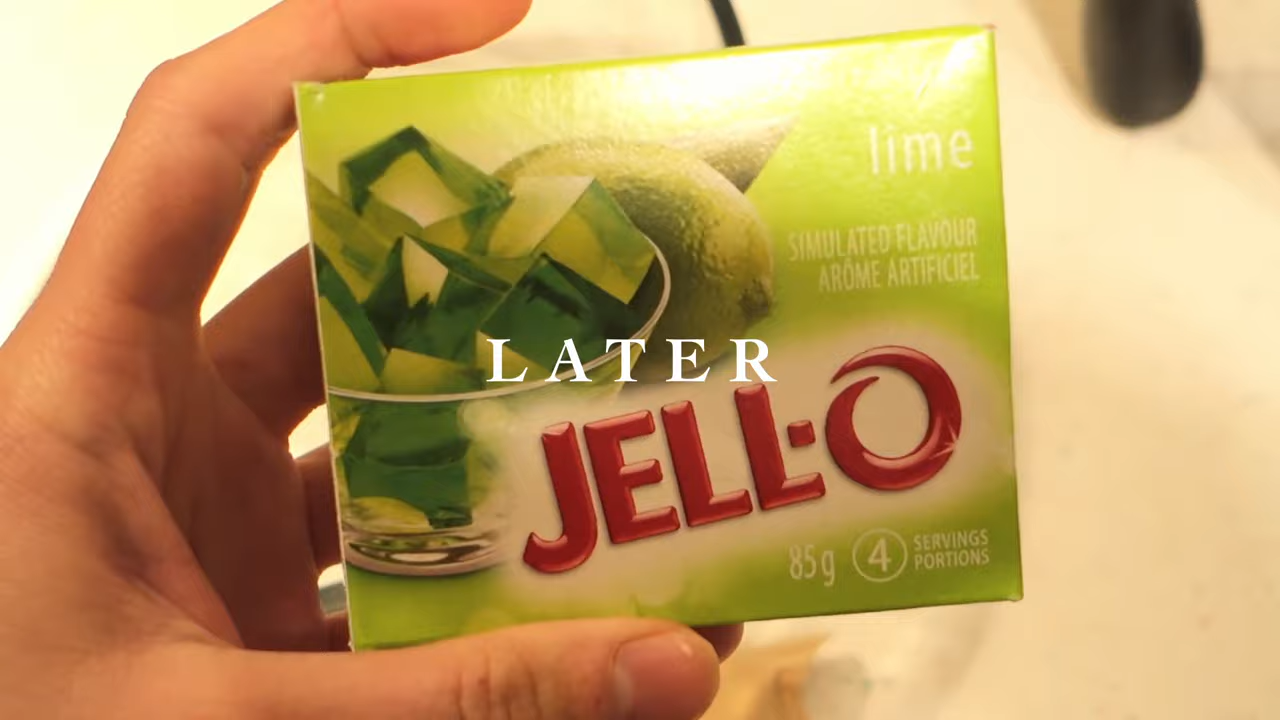 lime
SIMULATED FLAVOUR
ARÔME ARTIFICIEL
LATER
JELL-O
85g 4 SERVINGS
PORTIONS